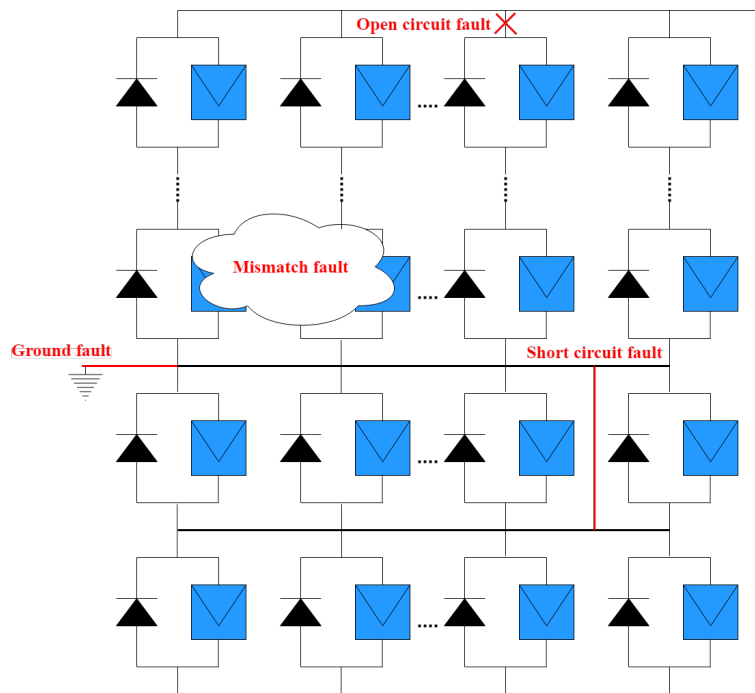 Open circuit fault
Mismatch fault
Ground fault
Short circuit fault